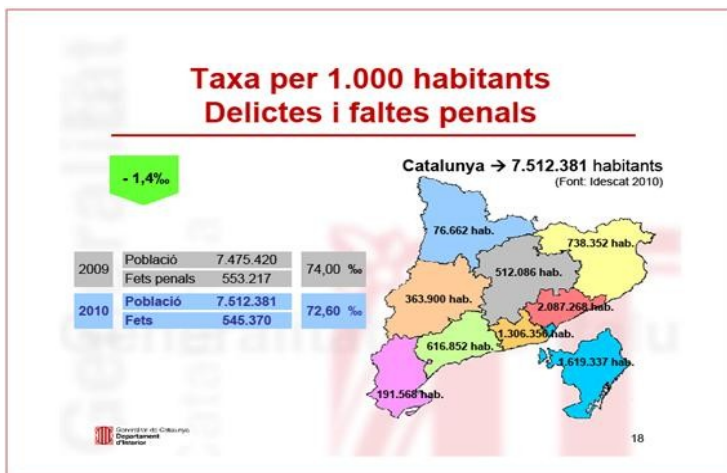 Taxa per 1.000 habitants
Delictes i faltes penals
- 1,4‰
Catalunya → 7.512.381 habitants
(Font: Idescat 2010)
2009 Població 7.475.420 74,00 ‰
Fets penals 553.217
2010 Població 7.512.381 72,60 ‰
Fets 545.370
76.662 hab.
738.352 hab.
512.086 hab.
363.900 hab.
2.087.268 hab.
1.306.356 hab.
616.852 hab.
1.619.337 hab.
191.568 hab.
Generalitat de Catalunya
Departament
d'Interior
18